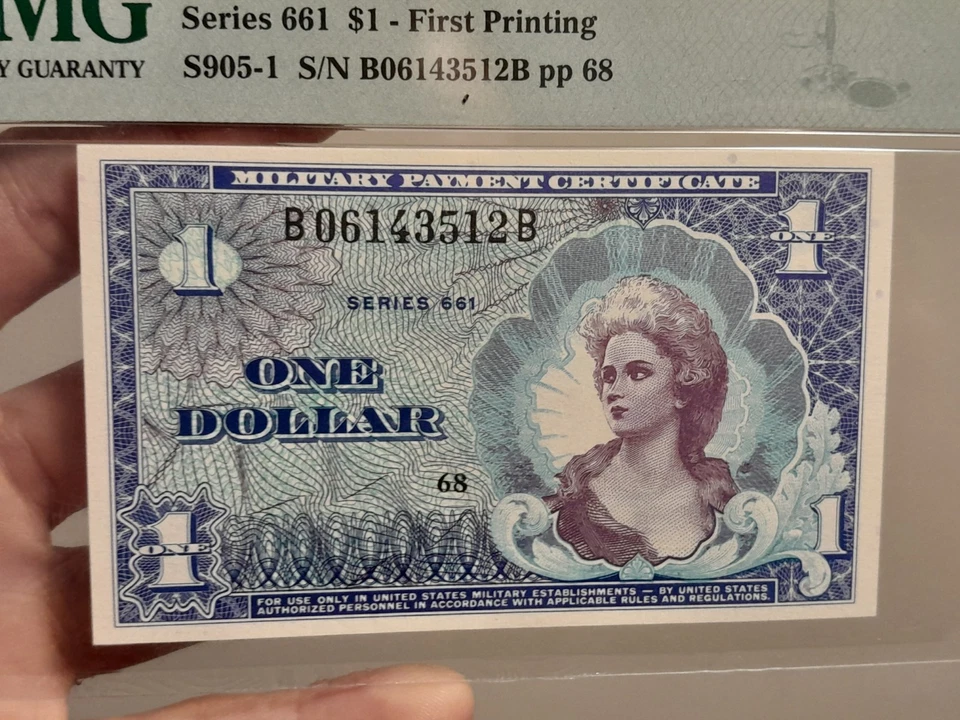 MG
Series 661 $1 - First Printing
Y GUARANTY
S905-1 S/N B06143512B pp 68
MILITARY PAYMENT CERTIFICATE
1
B06143512B
1
ONE
SERIES 661
ONE
DOLLAR
68
1
ONE
1
FOR USE ONLY IN UNITED STATES MILITARY ESTABLISHMENTS — BY UNITED STATES
AUTHORIZED PERSONNEL IN ACCORDANCE WITH APPLICABLE RULES AND REGULATIONS.